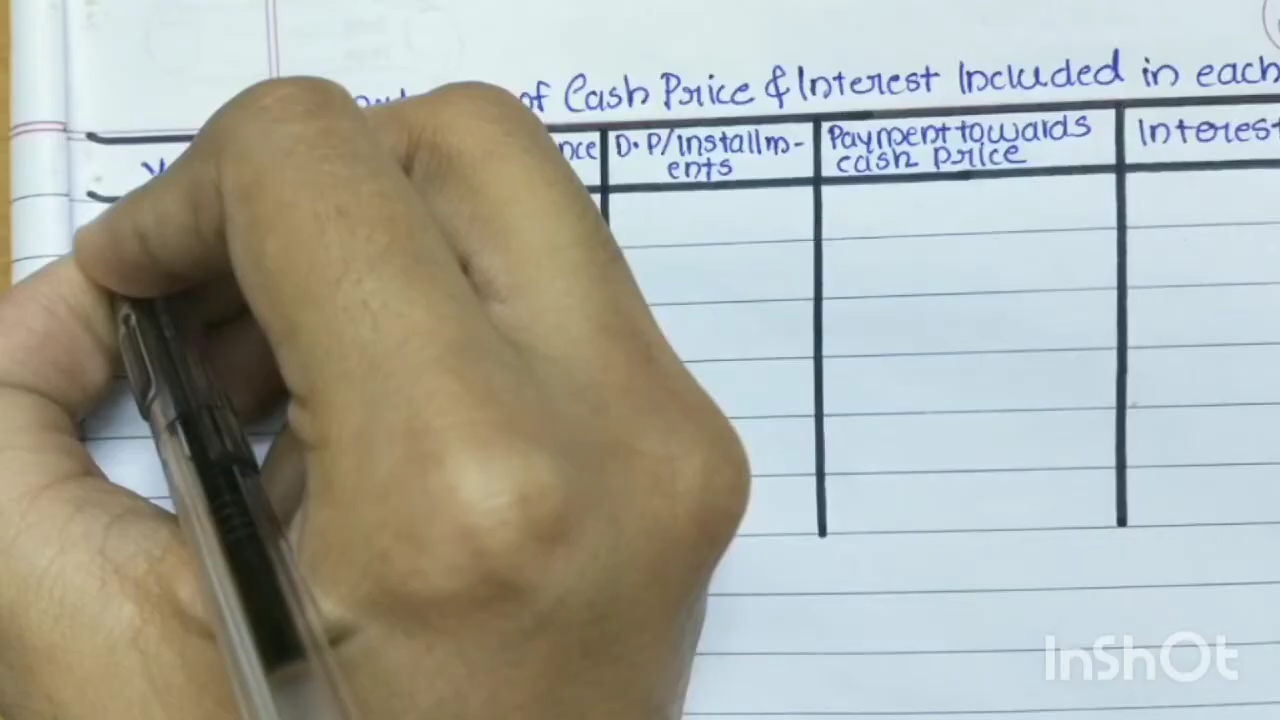 of Cash Price & Interest Included in each
D.P/Installm-
ents
Payment towards
cash price
Interest
InShOt